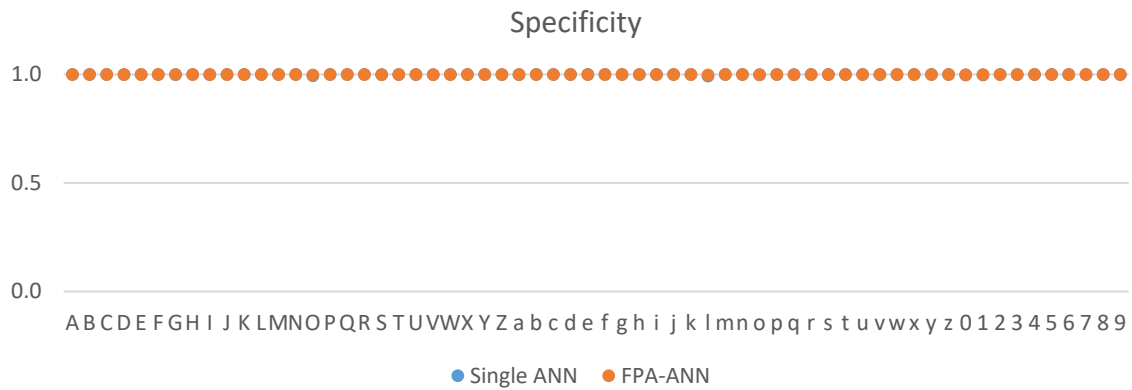 Specificity
1.0
0.5
0.0
A B C D E F G H I J K L M N O P Q R S T U V W X Y Z a b c d e f g h i j k l m n o p q r s t u v w x y z 0 1 2 3 4 5 6 7 8 9
Single ANN FPA-ANN